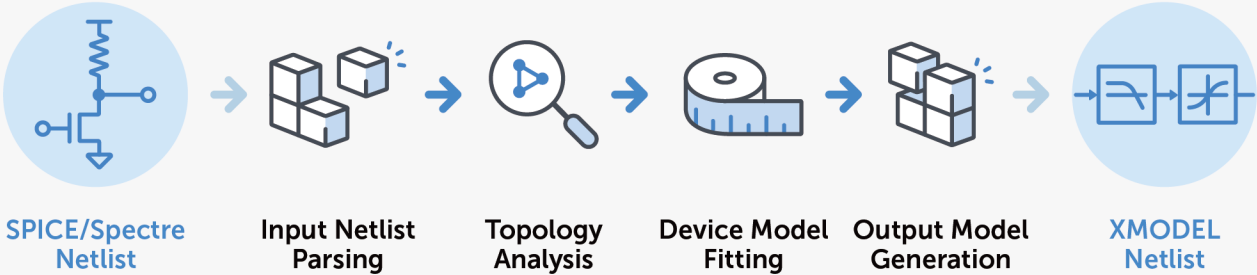 SPICE/Spectre
Netlist
Input Netlist
Parsing
Topology
Analysis
Device Model
Fitting
Output Model
Generation
XMODEL
Netlist